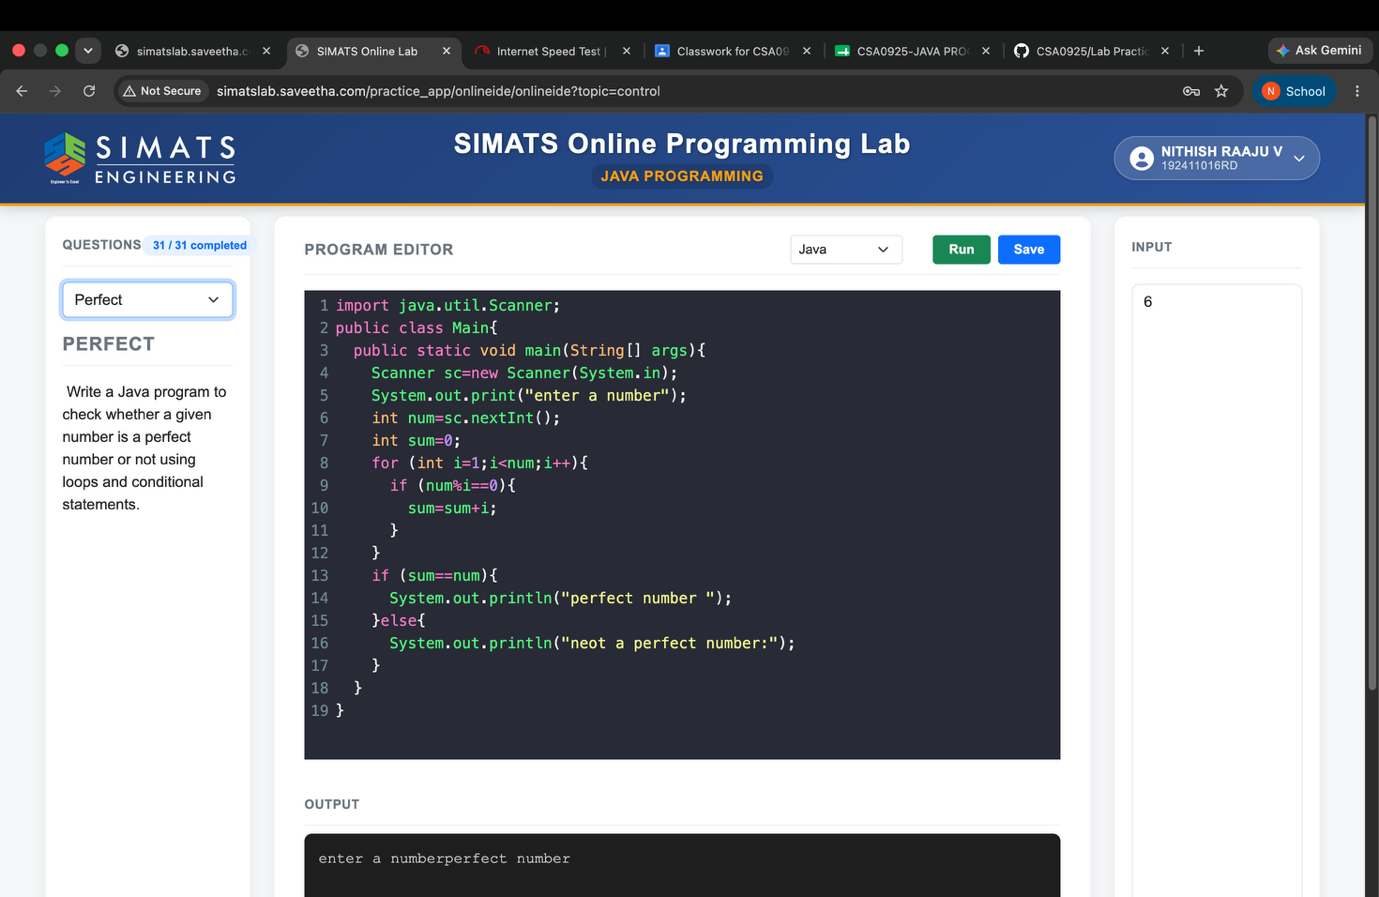 simatslab.saveetha.c
SIMATS Online Lab
Internet Speed Test |
Classwork for CSA09
CSA0925-JAVA PRO
CSA0925/Lab Practic
Ask Gemini
Not Secure
simatslab.saveetha.com/practice_app/onlineide/onlineide?topic=control
N School
SIMATS
ENGINEERING
Engineer to Excel
SIMATS Online Programming Lab
JAVA PROGRAMMING
NITHISH RAAJU V
192411016RD
QUESTIONS 31 / 31 completed
Perfect
PERFECT
Write a Java program to
check whether a given
number is a perfect
number or not using
loops and conditional
statements.
PROGRAM EDITOR
Java
Run
Save
1 import java.util.Scanner;
2 public class Main{
3   public static void main(String[] args){
4     Scanner sc=new Scanner(System.in);
5     System.out.print("enter a number");
6     int num=sc.nextInt();
7     int sum=0;
8     for (int i=1;i<num;i++){
9       if (num%i==0){
10         sum=sum+i;
11       }
12     }
13     if (sum==num){
14       System.out.println("perfect number ");
15     }else{
16       System.out.println("neot a perfect number:");
17     }
18   }
19 }
OUTPUT
enter a numberperfect number
INPUT
6